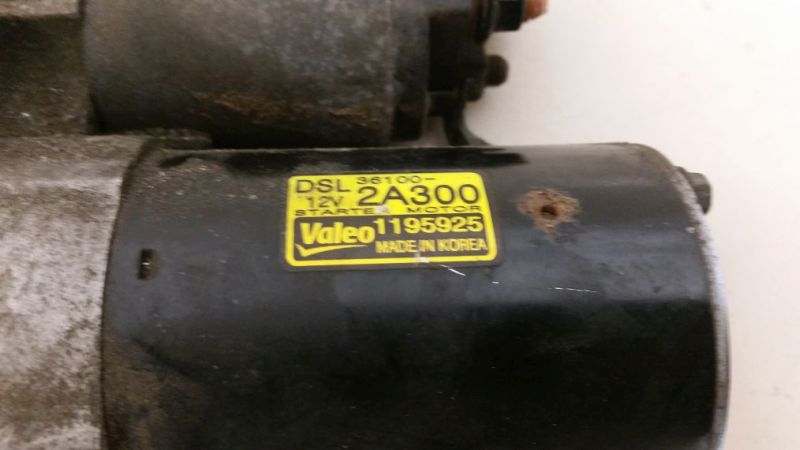 DSL 36100-
12V 2A300
STARTER MOTOR
Valeo 1195925
MADE IN KOREA